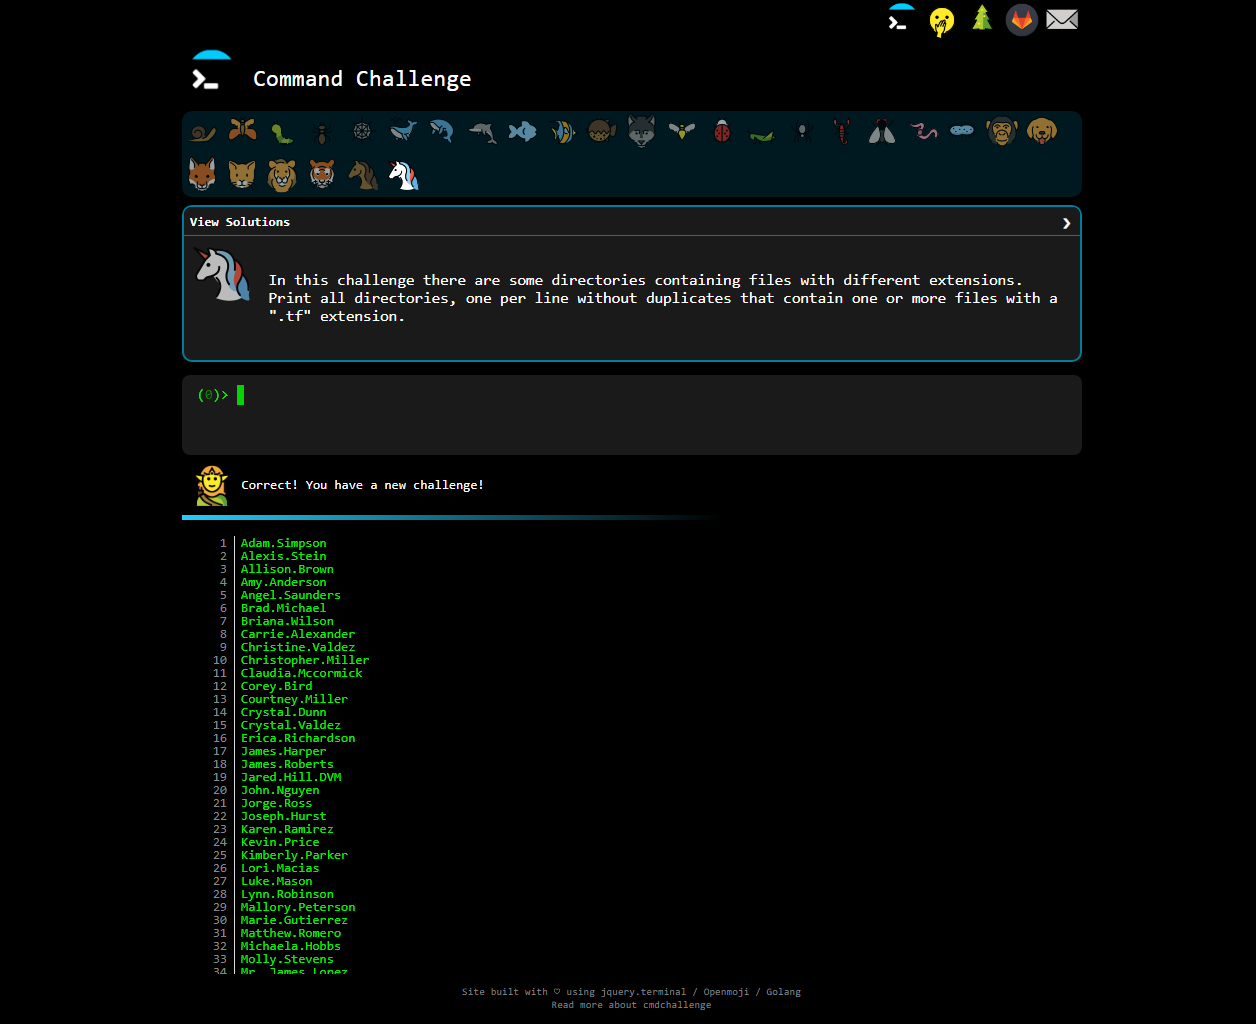 Command Challenge
View Solutions
In this challenge there are some directories containing files with different extensions.
Print all directories, one per line without duplicates that contain one or more files with a
".tf" extension.
(0)>
Correct! You have a new challenge!
1 Adam.Simpson
2 Alexis.Stein
3 Allison.Brown
4 Amy.Anderson
5 Angel.Saunders
6 Brad.Michael
7 Briana.Wilson
8 Carrie.Alexander
9 Christine.Valdez
10 Christopher.Miller
11 Claudia.Mccormick
12 Corey.Bird
13 Courtney.Miller
14 Crystal.Dunn
15 Crystal.Valdez
16 Erica.Richardson
17 James.Harper
18 James.Roberts
19 Jared.Hill.DVM
20 John.Nguyen
21 Jorge.Ross
22 Joseph.Hurst
23 Karen.Ramirez
24 Kevin.Price
25 Kimberly.Parker
26 Lori.Macias
27 Luke.Mason
28 Lynn.Robinson
29 Mallory.Peterson
30 Marie.Gutierrez
31 Matthew.Romero
32 Michaela.Hobbs
33 Molly.Stevens
34 Mr. James Lopez
Site built with ♡ using jquery.terminal / Openmoji / Golang
Read more about cmdchallenge